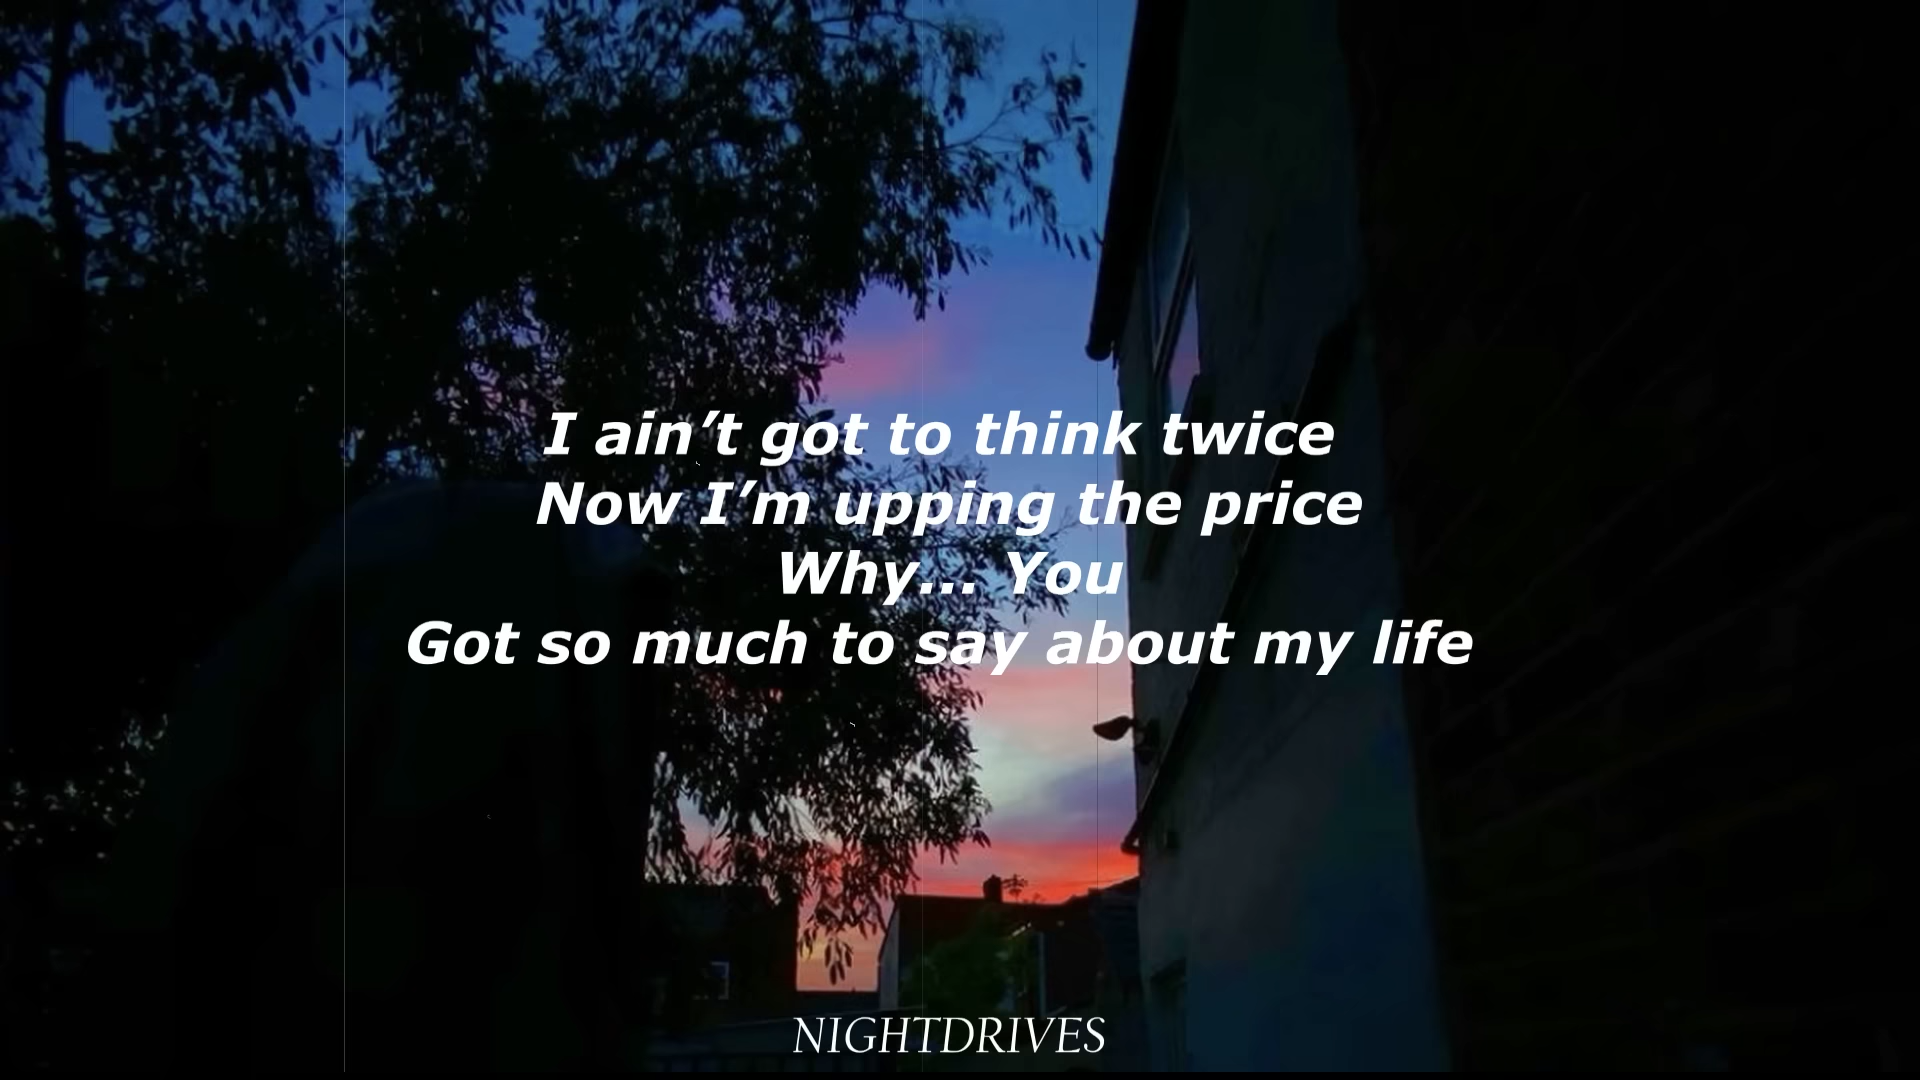 I ain’t got to think twice
Now I’m upping the price
Why... You
Got so much to say about my life
NIGHTDRIVES